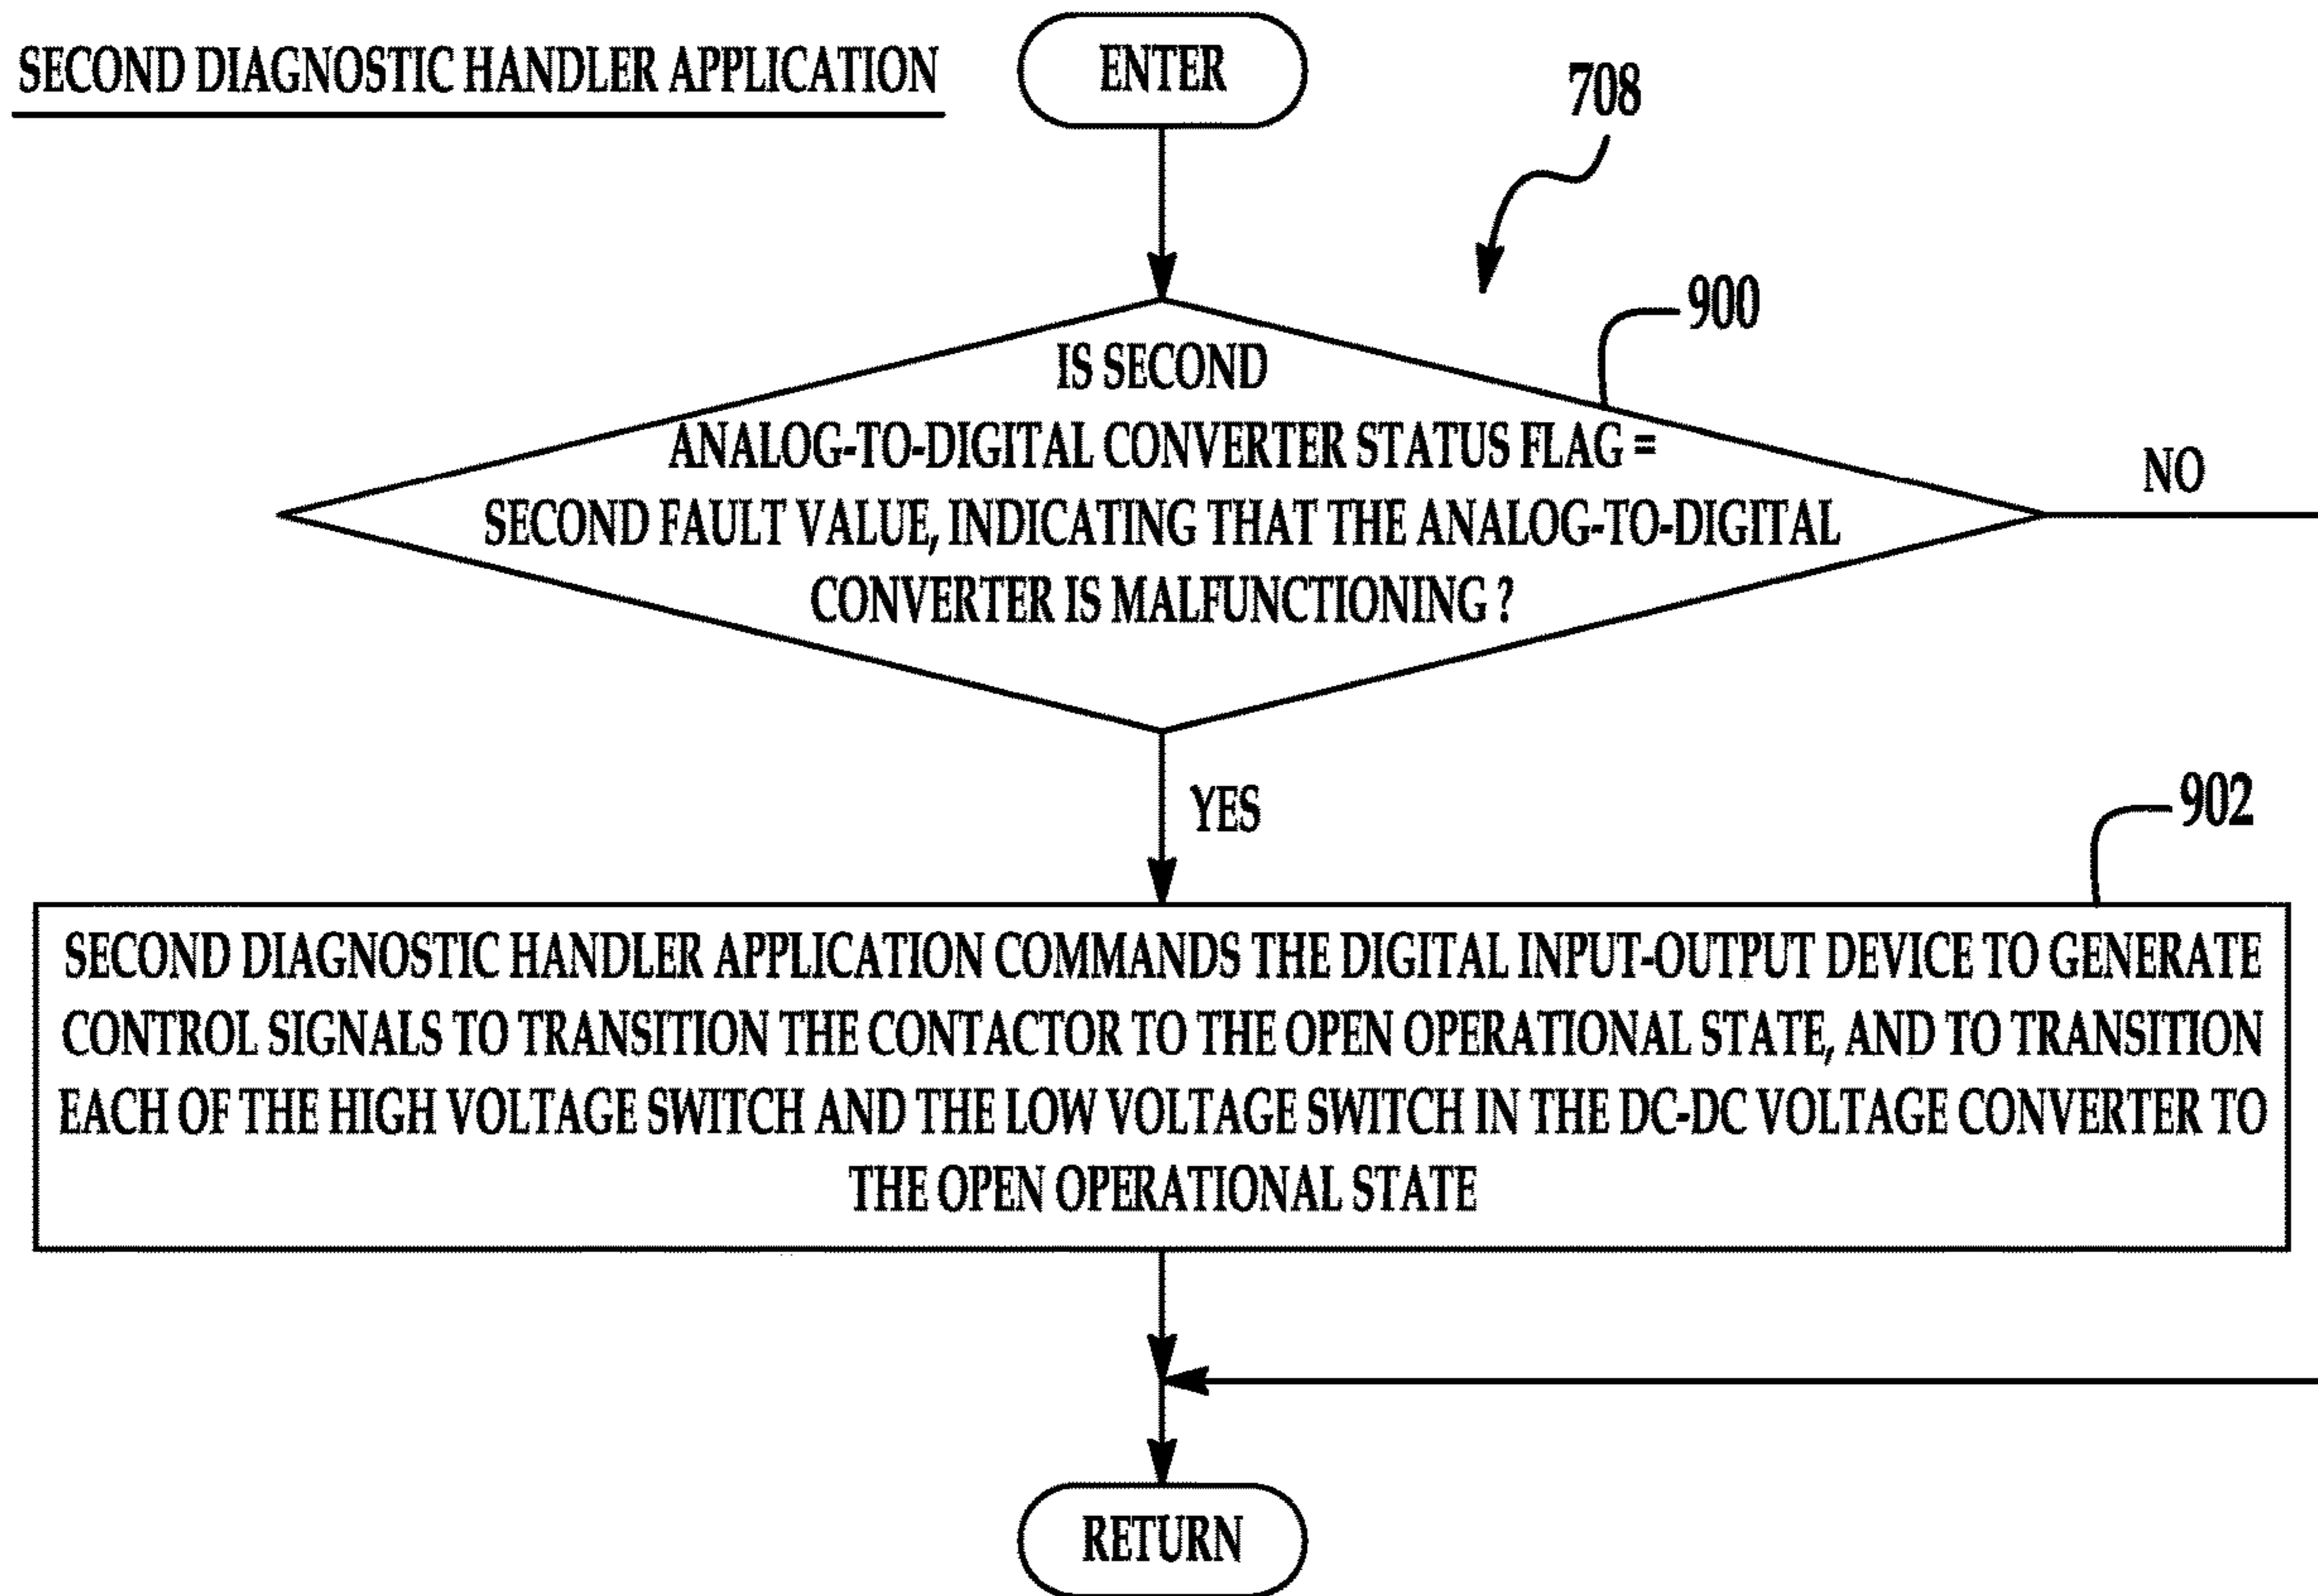 SECOND DIAGNOSTIC HANDLER APPLICATION
ENTER
708
900
IS SECOND
ANALOG-TO-DIGITAL CONVERTER STATUS FLAG =
SECOND FAULT VALUE, INDICATING THAT THE ANALOG-TO-DIGITAL
CONVERTER IS MALFUNCTIONING ?
NO
YES
902
SECOND DIAGNOSTIC HANDLER APPLICATION COMMANDS THE DIGITAL INPUT-OUTPUT DEVICE TO GENERATE
CONTROL SIGNALS TO TRANSITION THE CONTACTOR TO THE OPEN OPERATIONAL STATE, AND TO TRANSITION
EACH OF THE HIGH VOLTAGE SWITCH AND THE LOW VOLTAGE SWITCH IN THE DC-DC VOLTAGE CONVERTER TO
THE OPEN OPERATIONAL STATE
RETURN